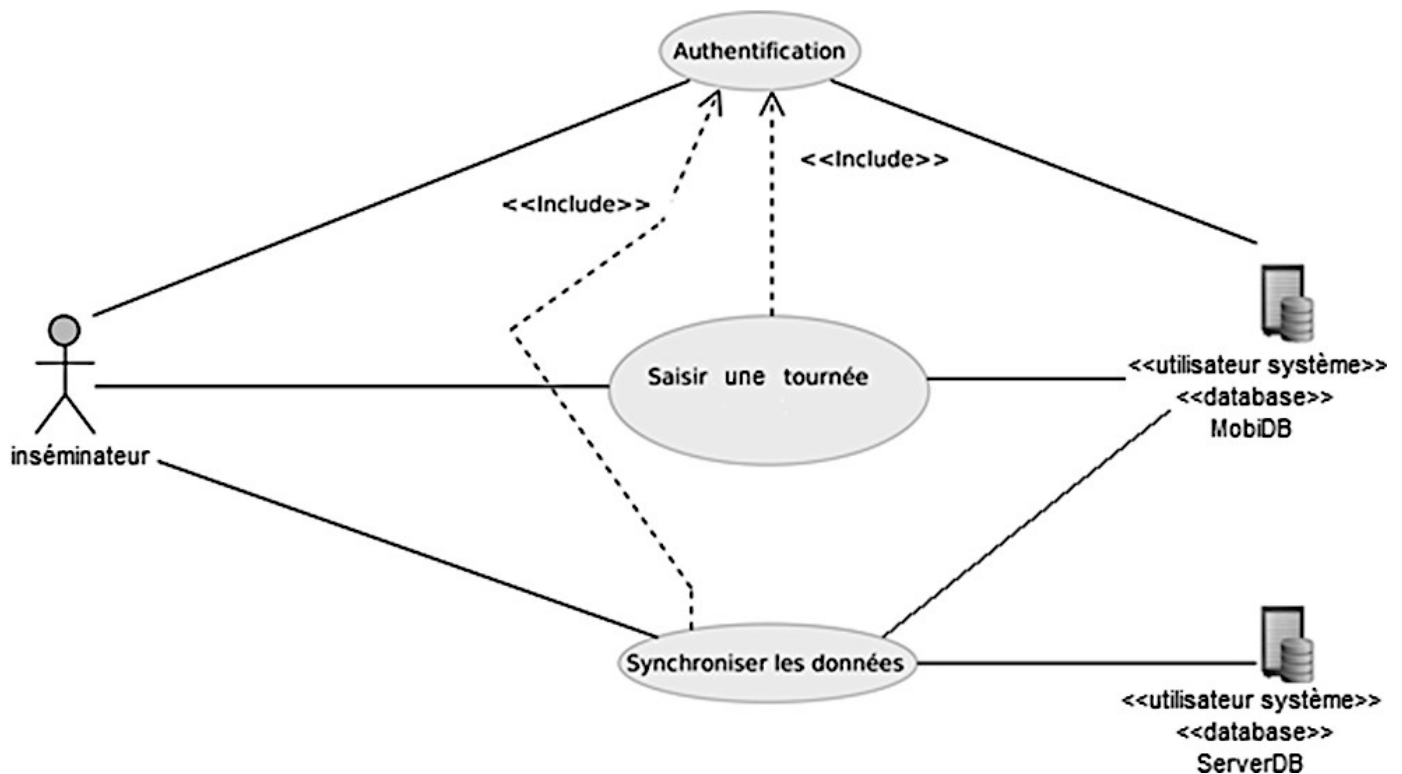 Authentification
<<Include>>
<<Include>>
Saisir une tournée
<<utilisateur système>>
<<database>>
MobiDB
inséminateur
Synchroniser les données
<<utilisateur système>>
<<database>>
ServerDB